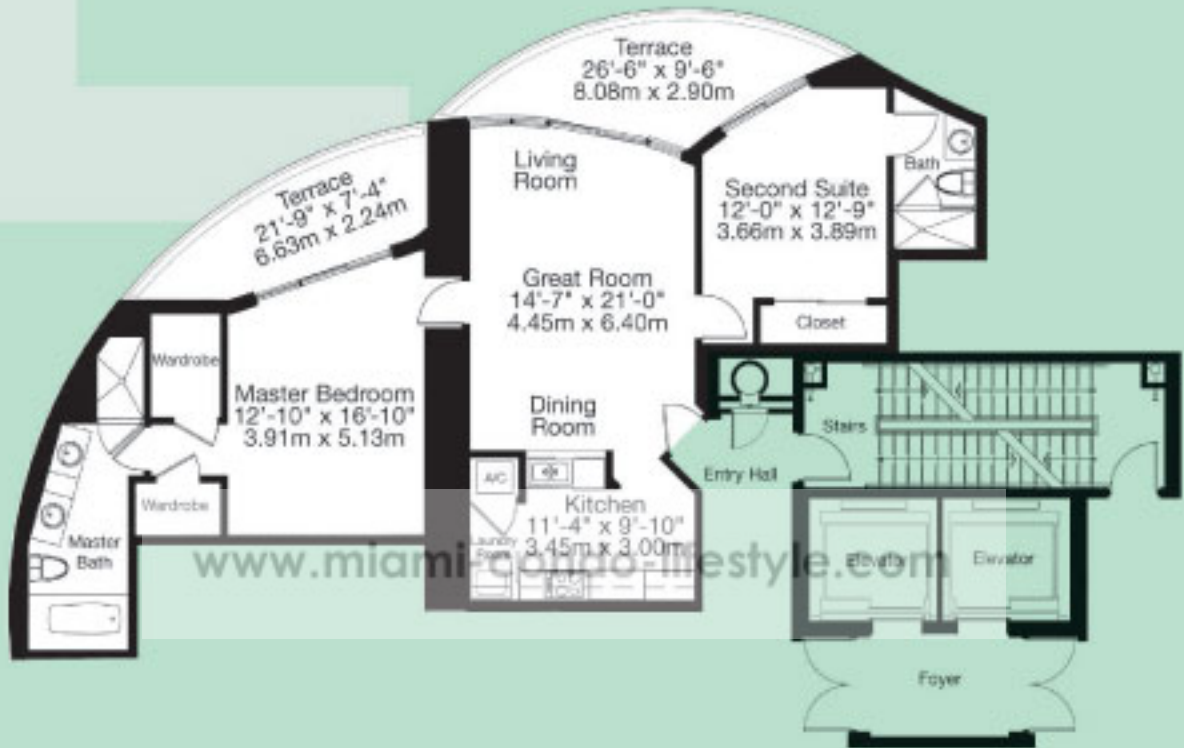 Terrace
26'-6" x 9'-6"
8.08m x 2.90m
Terrace
21'-9" x 7'-4"
6.63m x 2.24m
Living
Room
Bath
Second Suite
12'-0" x 12'-9"
3.66m x 3.89m
Great Room
14'-7" x 21'-0"
4.45m x 6.40m
Closet
Wardrobe
Master Bedroom
12'-10" x 16'-10"
3.91m x 5.13m
Dining
Room
Stairs
Entry Hall
A/C
Wardrobe
Kitchen
11'-4" x 9'-10"
3.45m x 3.00m
Laundry
Room
Master
Bath
Elevator
Elevator
www.miami-condo-lifestyle.com
Foyer